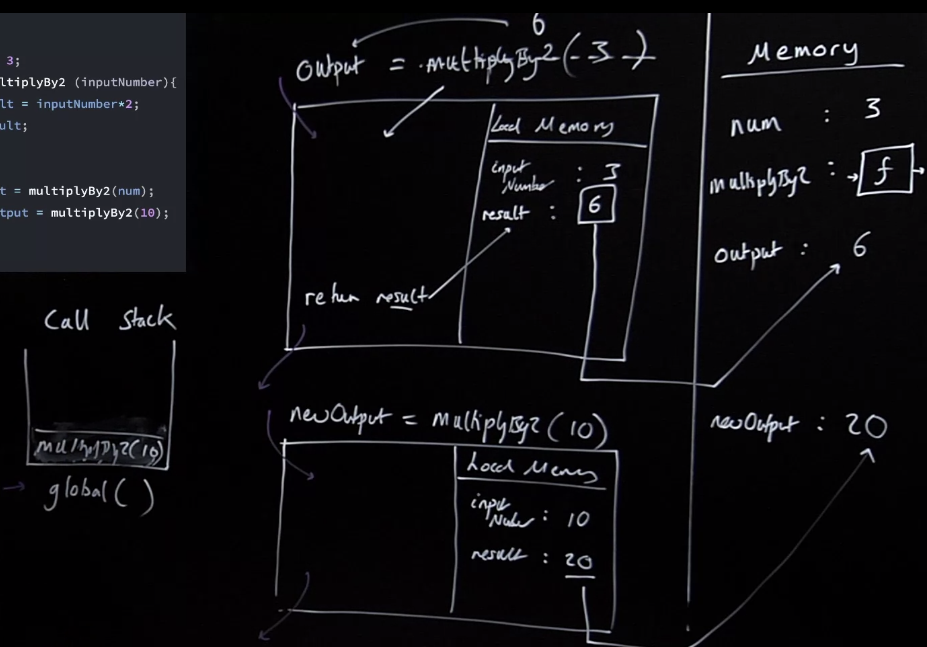 3;
ltiplyBy2 (inputNumber){
lt = inputNumber*2;
ult;
t = multiplyBy2(num);
tput = multiplyBy2(10);
Call Stack
multiplyBy2(10)
global()
6
output = multiplyBy2(-3-)
Local Memory
input
Number : 3
result : 6
return result
newOutput = multiplyBy2(10)
Local Memory
input
Number : 10
result : 20
Memory
num : 3
multiplyBy2 : f
output : 6
newOutput : 20